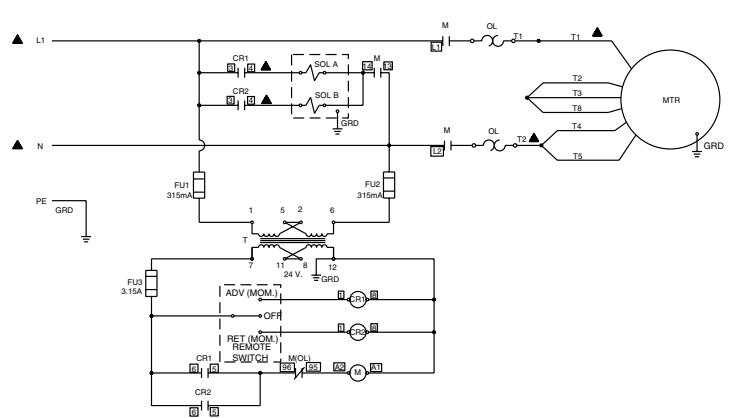 M
OL
L1
T1
T1
L1
CR1
SOL A
M
3
4
14
13
T2
CR2
SOL B
T3
MTR
3
4
T8
GRD
M
OL
T4
N
T2
GRD
L2
T5
FU1
315mA
FU2
315mA
PE
GRD
1
5
2
6
T
7
11
8
12
24 V.
GRD
FU3
3.15A
ADV (MOM.)
1
CR1
8
OFF
1
CR2
8
RET (MOM.)
REMOTE
SWITCH
CR1
M(OL)
6
5
96
95
A2
M
A1
CR2
6
5